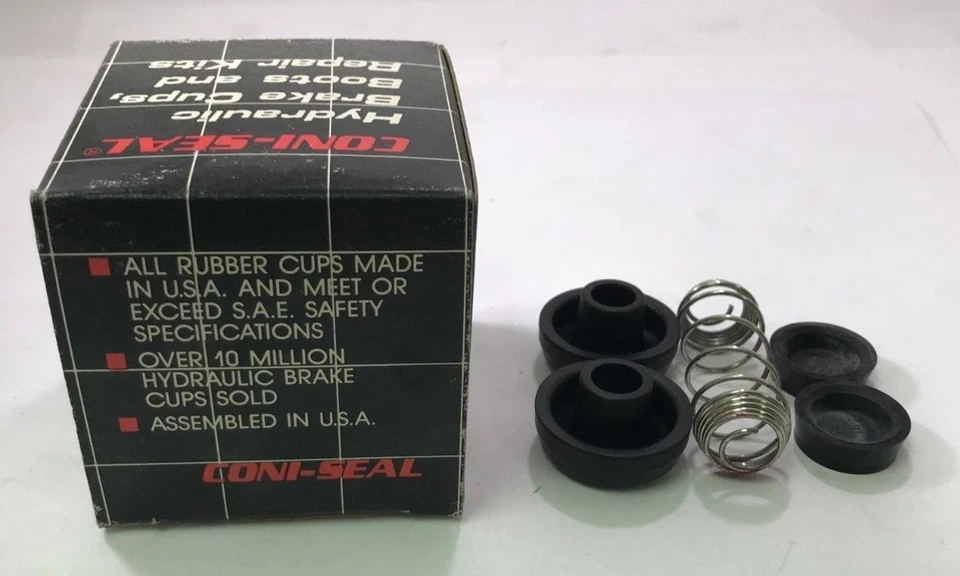 CONI-SEAL®
Hydraulic
Brake Cups,
Boots and
Repair Kits
ALL RUBBER CUPS MADE
IN U.S.A. AND MEET OR
EXCEED S.A.E. SAFETY
SPECIFICATIONS
OVER 10 MILLION
HYDRAULIC BRAKE
CUPS SOLD
ASSEMBLED IN U.S.A.
CONI-SEAL